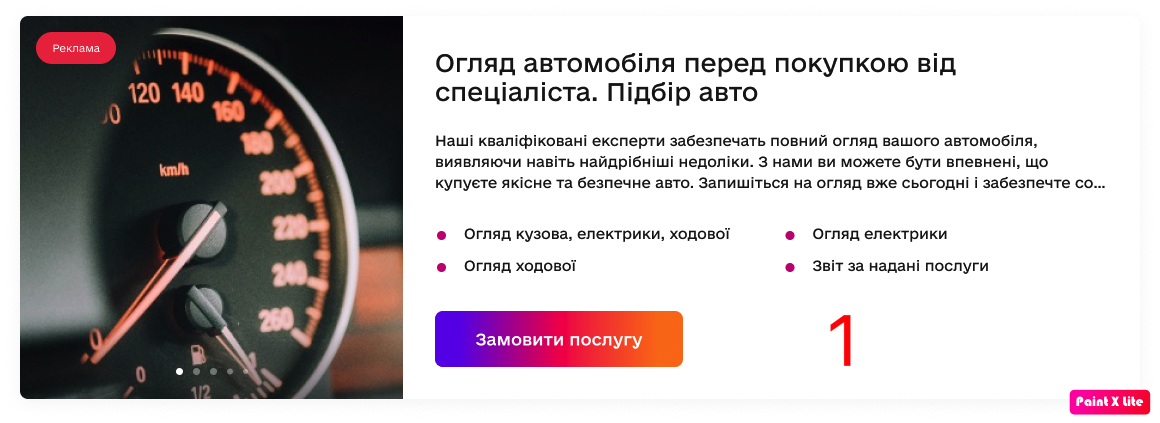 Реклама
120
140
160
180
200
220
240
260
km/h
0
0
1/2
Огляд автомобіля перед покупкою від
спеціаліста. Підбір авто
Наші кваліфіковані експерти забезпечать повний огляд вашого автомобіля,
виявляючи навіть найдрібніші недоліки. З нами ви можете бути впевнені, що
купуєте якісне та безпечне авто. Запишіться на огляд вже сьогодні і забезпечте со...
Огляд кузова, електрики, ходової
Огляд електрики
Огляд ходової
Звіт за надані послуги
Замовити послугу
1
Paint X Lite